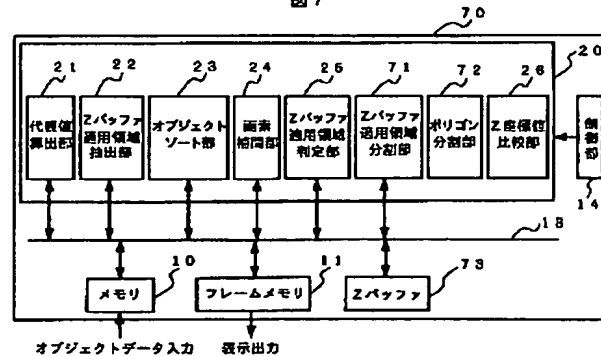 図7
70
20
21
22
23
24
25
71
72
26
代表値
算出部
Zバッファ
適用領域
抽出部
オブジェクト
ソート部
画素
補間部
Zバッファ
適用領域
判定部
Zバッファ
適用領域
分割部
ポリゴン
分割部
Z座標値
比較部
制御部
14
13
10
メモリ
11
フレームメモリ
73
Zバッファ
オブジェクトデータ入力
表示出力